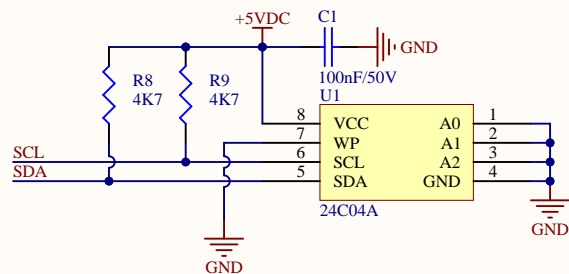 +5VDC
C1
GND
100nF/50V
R8
4K7
R9
4K7
U1
8 VCC A0 1
7 WP A1 2
6 SCL A2 3
5 SDA GND 4
SCL
SDA
24C04A
GND
GND